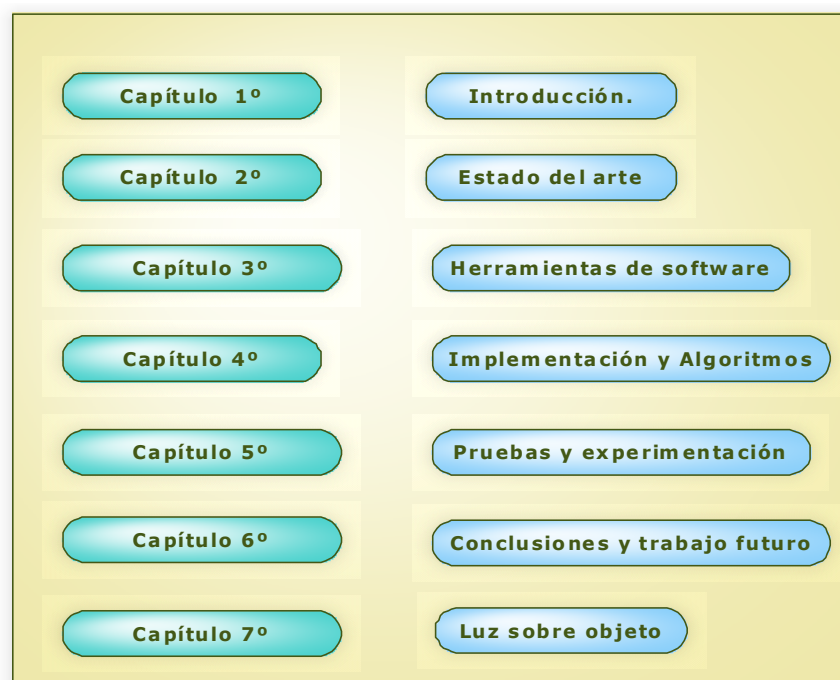 Capítulo 1º Introducción.
Capítulo 2º Estado del arte
Capítulo 3º Herramientas de software
Capítulo 4º Implementación y Algoritmos
Capítulo 5º Pruebas y experimentación
Capítulo 6º Conclusiones y trabajo futuro
Capítulo 7º Luz sobre objeto